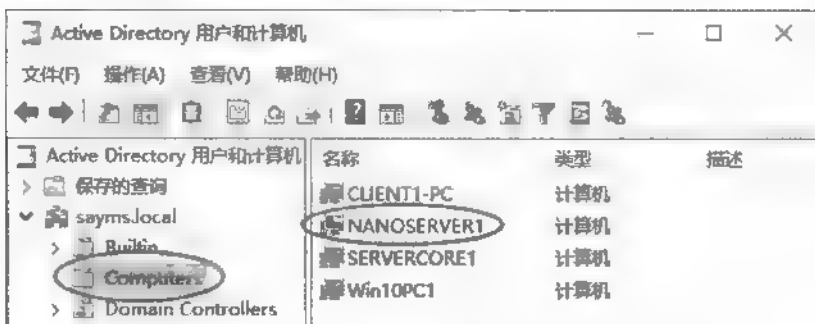 Active Directory 用户和计算机
文件(F) 操作(A) 查看(V) 帮助(H)
Active Directory 用户和计算机
保存的查询
sayms.local
Builtin
Computers
Domain Controllers
名称 类型 描述
CLIENT1-PC 计算机
NANOSERVER1 计算机
SERVERCORE1 计算机
Win10PC1 计算机